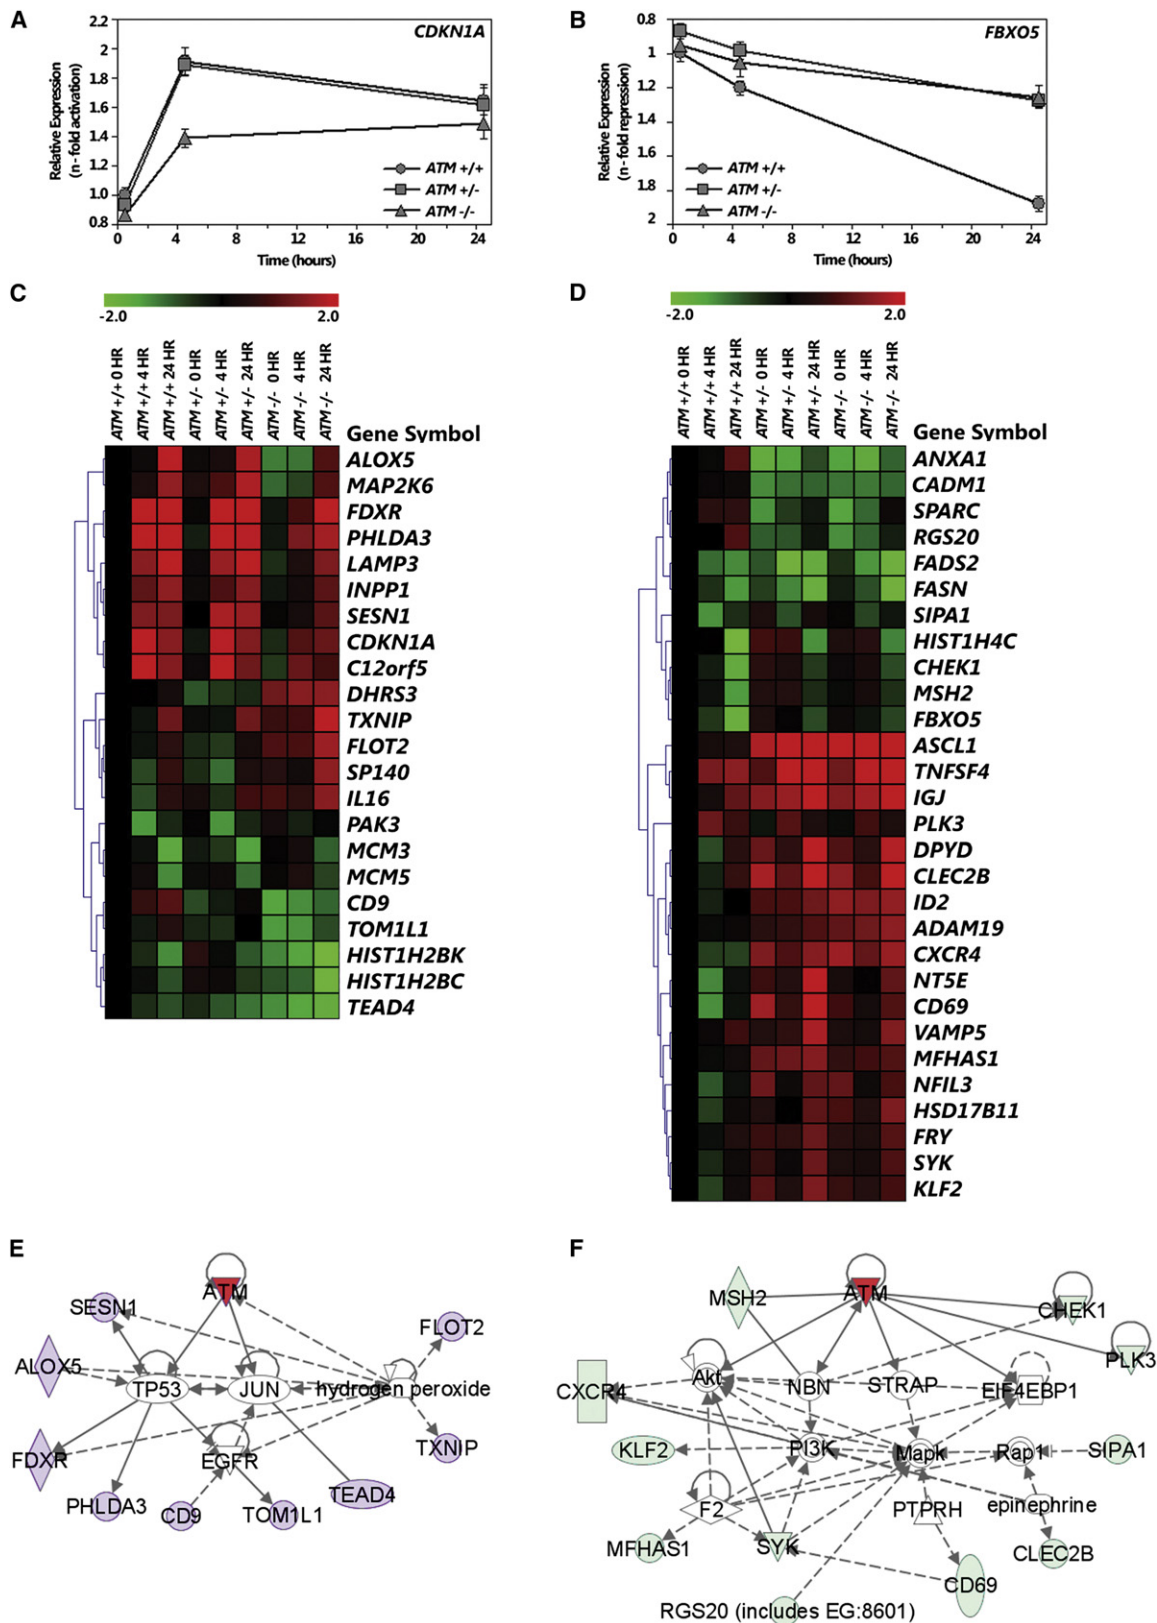 A
CDKN1A
Relative Expression
(n - fold activation)
2.2
2
1.8
1.6
1.4
1.2
1.0
0.8
ATM +/+
ATM +/-
ATM -/-
0 4 8 12 16 20 24
Time (hours)
B
FBXO5
Relative Expression
(n - fold repression)
0.8
1
1.2
1.4
1.6
1.8
2
ATM +/+
ATM +/-
ATM -/-
0 4 8 12 16 20 24
Time (hours)
C
-2.0 2.0
ATM +/+ 0 HR
ATM +/+ 4 HR
ATM +/+ 24 HR
ATM +/- 0 HR
ATM +/- 4 HR
ATM +/- 24 HR
ATM -/- 0 HR
ATM -/- 4 HR
ATM -/- 24 HR
Gene Symbol
ALOX5
MAP2K6
FDXR
PHLDA3
LAMP3
INPP1
SESN1
CDKN1A
C12orf5
DHRS3
TXNIP
FLOT2
SP140
IL16
PAK3
MCM3
MCM5
CD9
TOM1L1
HIST1H2BK
HIST1H2BC
TEAD4
D
-2.0 2.0
ATM +/+ 0 HR
ATM +/+ 4 HR
ATM +/+ 24 HR
ATM +/- 0 HR
ATM +/- 4 HR
ATM +/- 24 HR
ATM -/- 0 HR
ATM -/- 4 HR
ATM -/- 24 HR
Gene Symbol
ANXA1
CADM1
SPARC
RGS20
FADS2
FASN
SIPA1
HIST1H4C
CHEK1
MSH2
FBXO5
ASCL1
TNFSF4
IGJ
PLK3
DPYD
CLEC2B
ID2
ADAM19
CXCR4
NT5E
CD69
VAMP5
MFHAS1
NFIL3
HSD17B11
FRY
SYK
KLF2
E
ATM
SESN1
FLOT2
ALOX5
TP53 JUN hydrogen peroxide
FDXR
EGFR
TXNIP
PHLDA3
CD9
TOM1L1
TEAD4
F
MSH2
ATM
CHEK1
PLK3
CXCR4
Akt
NBN
STRAP
EIF4EBP1
KLF2
PI3K
Mapk
Rap1
SIPA1
F2
PTPRH
epinephrine
MFHAS1
SYK
CLEC2B
CD69
RGS20 (includes EG:8601)